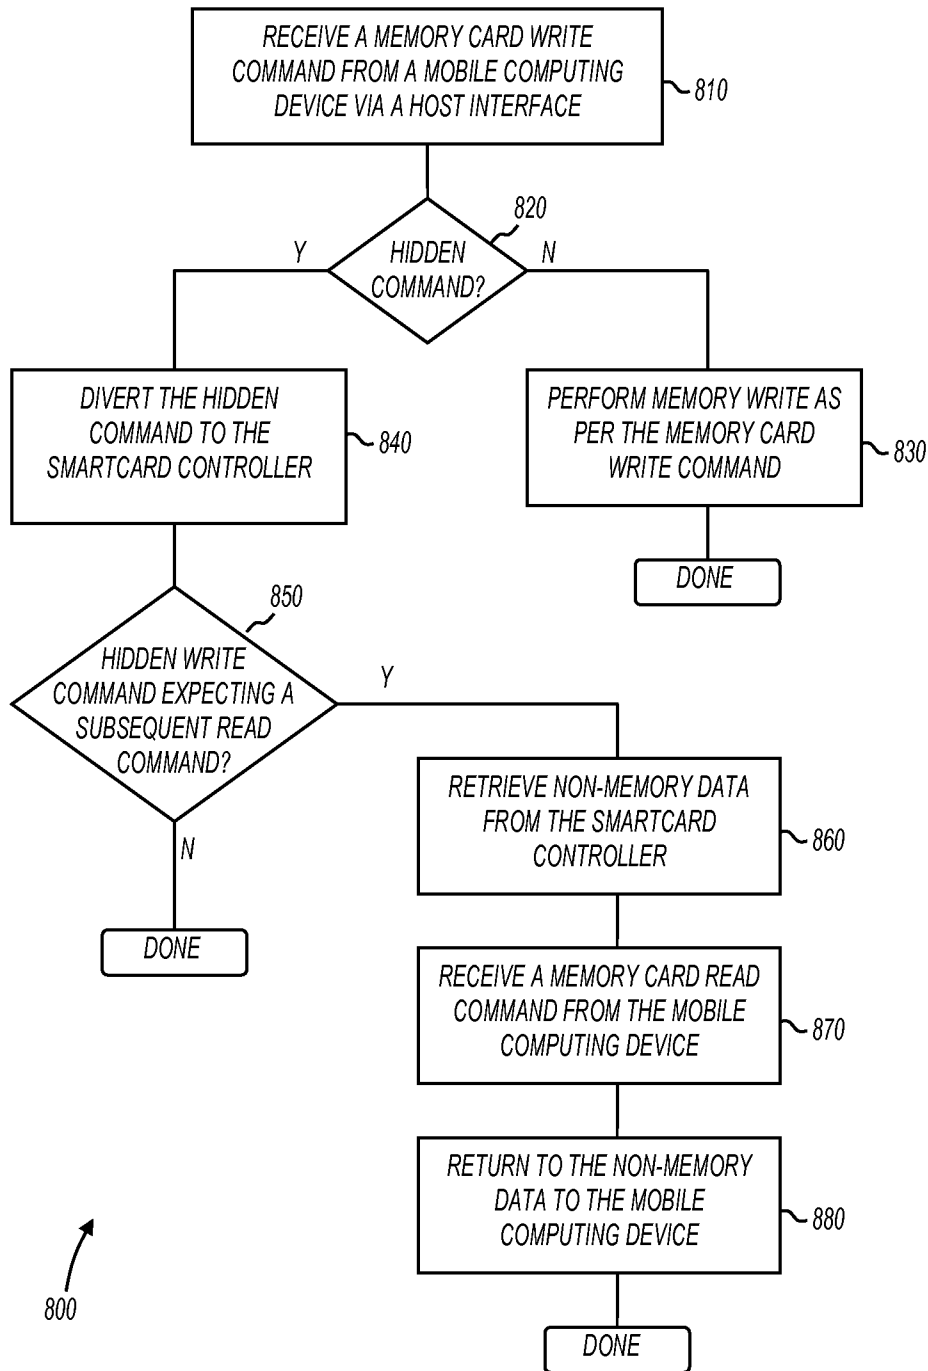 RECEIVE A MEMORY CARD WRITE
COMMAND FROM A MOBILE COMPUTING
DEVICE VIA A HOST INTERFACE
810
820
HIDDEN
COMMAND?
Y
N
DIVERT THE HIDDEN
COMMAND TO THE
SMARTCARD CONTROLLER
840
PERFORM MEMORY WRITE AS
PER THE MEMORY CARD
WRITE COMMAND
830
DONE
850
HIDDEN WRITE
COMMAND EXPECTING A
SUBSEQUENT READ
COMMAND?
Y
N
DONE
RETRIEVE NON-MEMORY DATA
FROM THE SMARTCARD
CONTROLLER
860
RECEIVE A MEMORY CARD READ
COMMAND FROM THE MOBILE
COMPUTING DEVICE
870
RETURN TO THE NON-MEMORY
DATA TO THE MOBILE
COMPUTING DEVICE
880
DONE
800